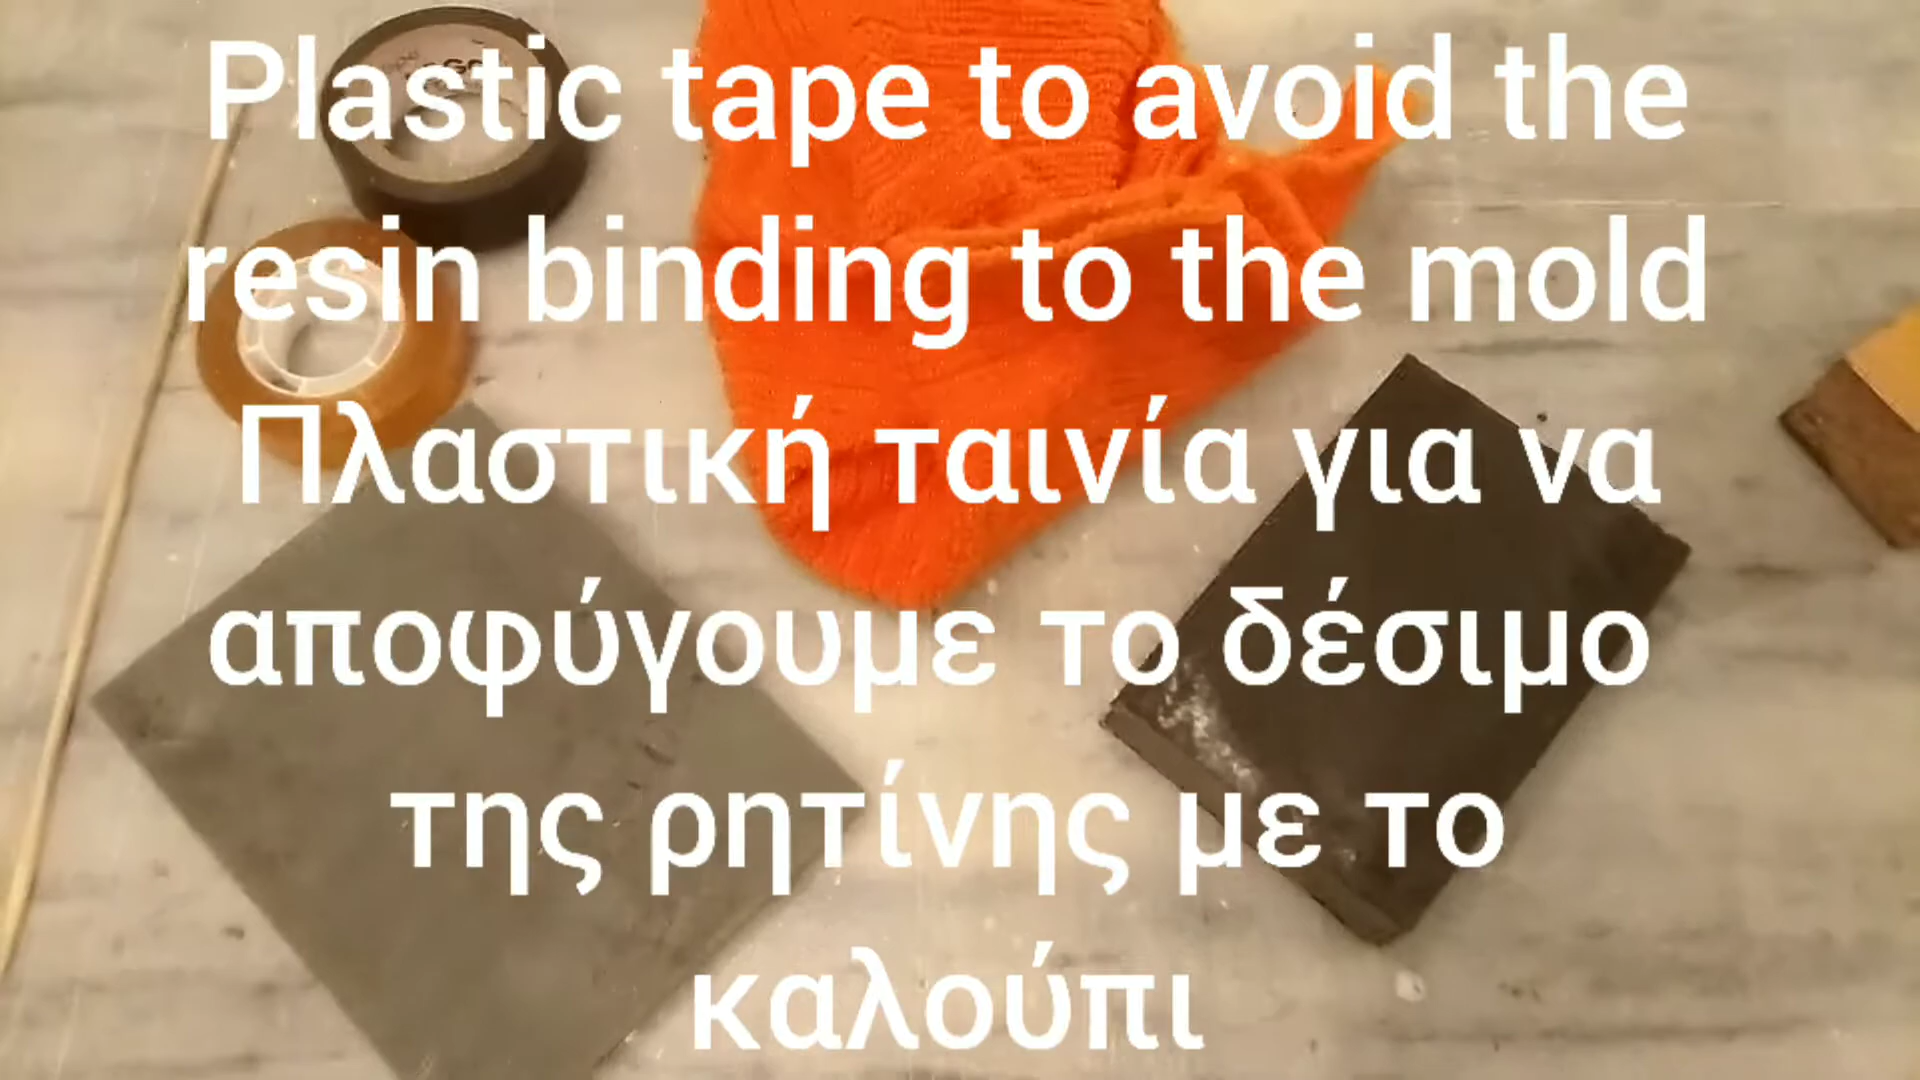 Plastic tape to avoid the
resin binding to the mold
Πλαστική ταινία για να
αποφύγουμε το δέσιμο
της ρητίνης με το
καλούπι